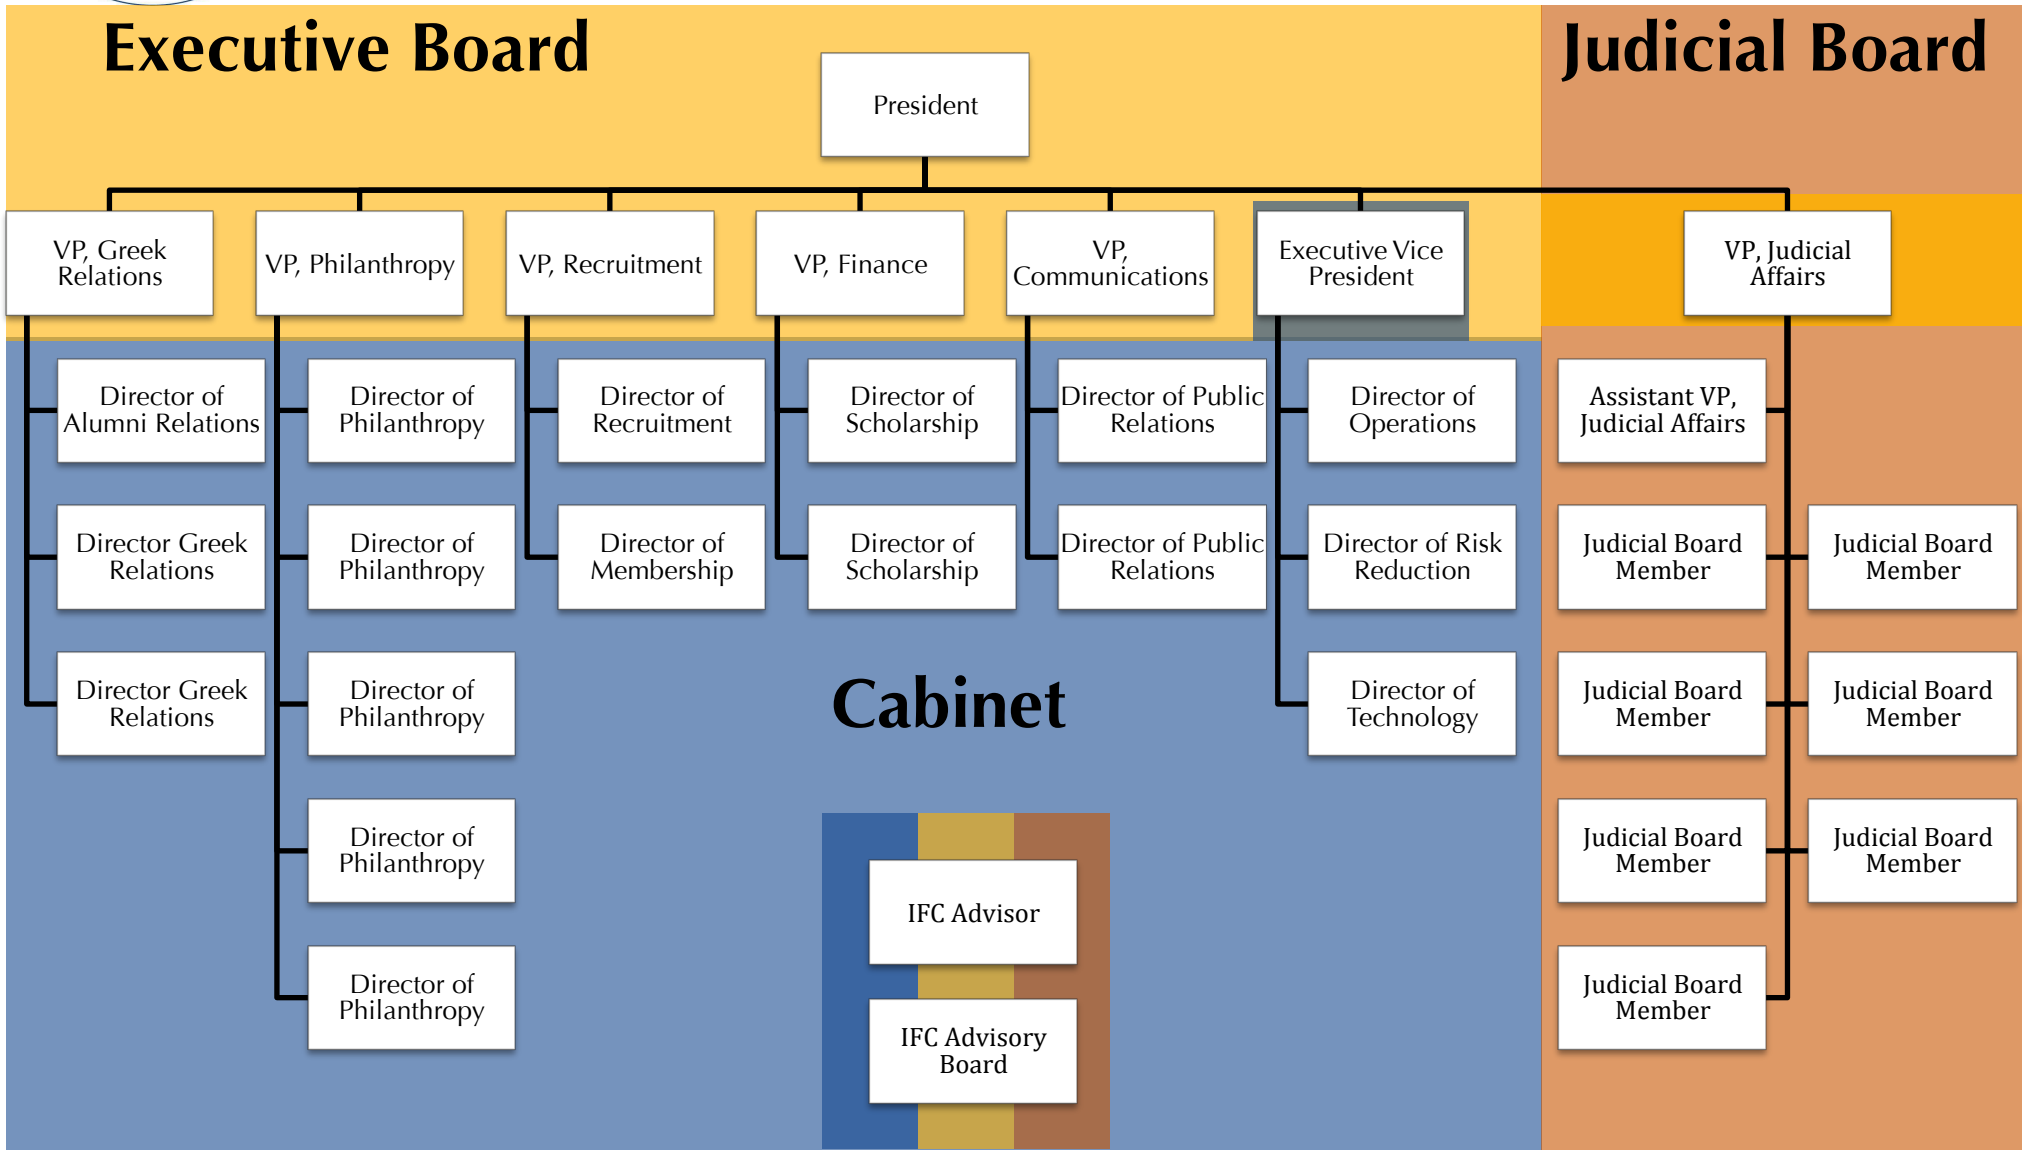 Executive Board
Judicial Board
President
VP, Greek
Relations
VP, Philanthropy
VP, Recruitment
VP, Finance
VP,
Communications
Executive Vice
President
VP, Judicial
Affairs
Director of
Alumni Relations
Director of
Philanthropy
Director of
Recruitment
Director of
Scholarship
Director of Public
Relations
Director of
Operations
Assistant VP,
Judicial Affairs
Director Greek
Relations
Director of
Philanthropy
Director of
Membership
Director of
Scholarship
Director of Public
Relations
Director of Risk
Reduction
Judicial Board
Member
Judicial Board
Member
Director Greek
Relations
Director of
Philanthropy
Cabinet
Director of
Technology
Judicial Board
Member
Judicial Board
Member
Director of
Philanthropy
IFC Advisor
Judicial Board
Member
Judicial Board
Member
Director of
Philanthropy
IFC Advisory
Board
Judicial Board
Member